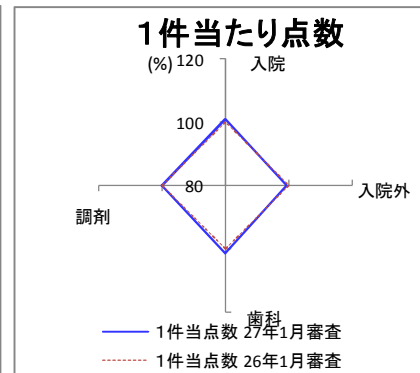 1件当たり点数
(%) 120 入院
100
80 入院外
調剤
歯科
1件当点数 27年1月審査
1件当点数 26年1月審査